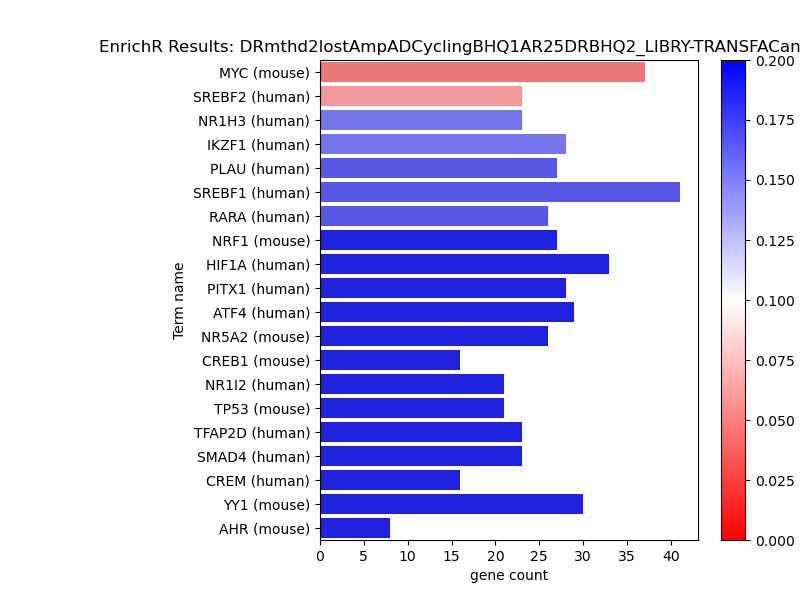 EnrichR Results: DRmthd2lostAmpADCyclingBHQ1AR25DRBHQ2_LIBRY-TRANSFACan
MYC (mouse)
SREBF2 (human)
NR1H3 (human)
IKZF1 (human)
PLAU (human)
SREBF1 (human)
RARA (human)
NRF1 (mouse)
HIF1A (human)
PITX1 (human)
ATF4 (human)
NR5A2 (mouse)
CREB1 (mouse)
NR1I2 (human)
TP53 (mouse)
TFAP2D (human)
SMAD4 (human)
CREM (human)
YY1 (mouse)
AHR (mouse)
Term name
0 5 10 15 20 25 30 35 40
gene count
0.200
0.175
0.150
0.125
0.100
0.075
0.050
0.025
0.000